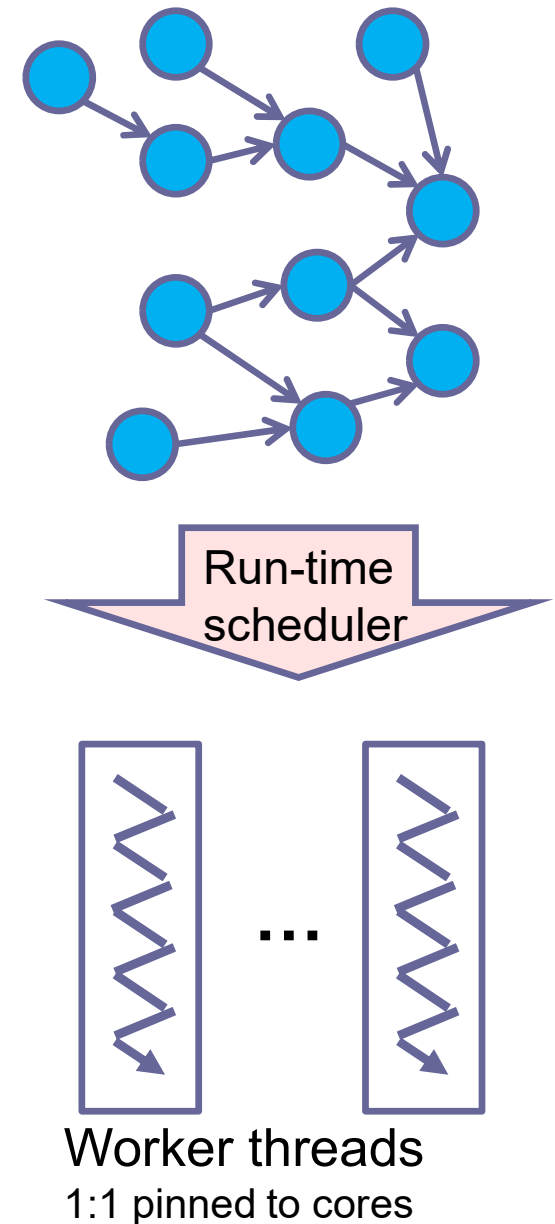 Run-time
scheduler
...
Worker threads
1:1 pinned to cores